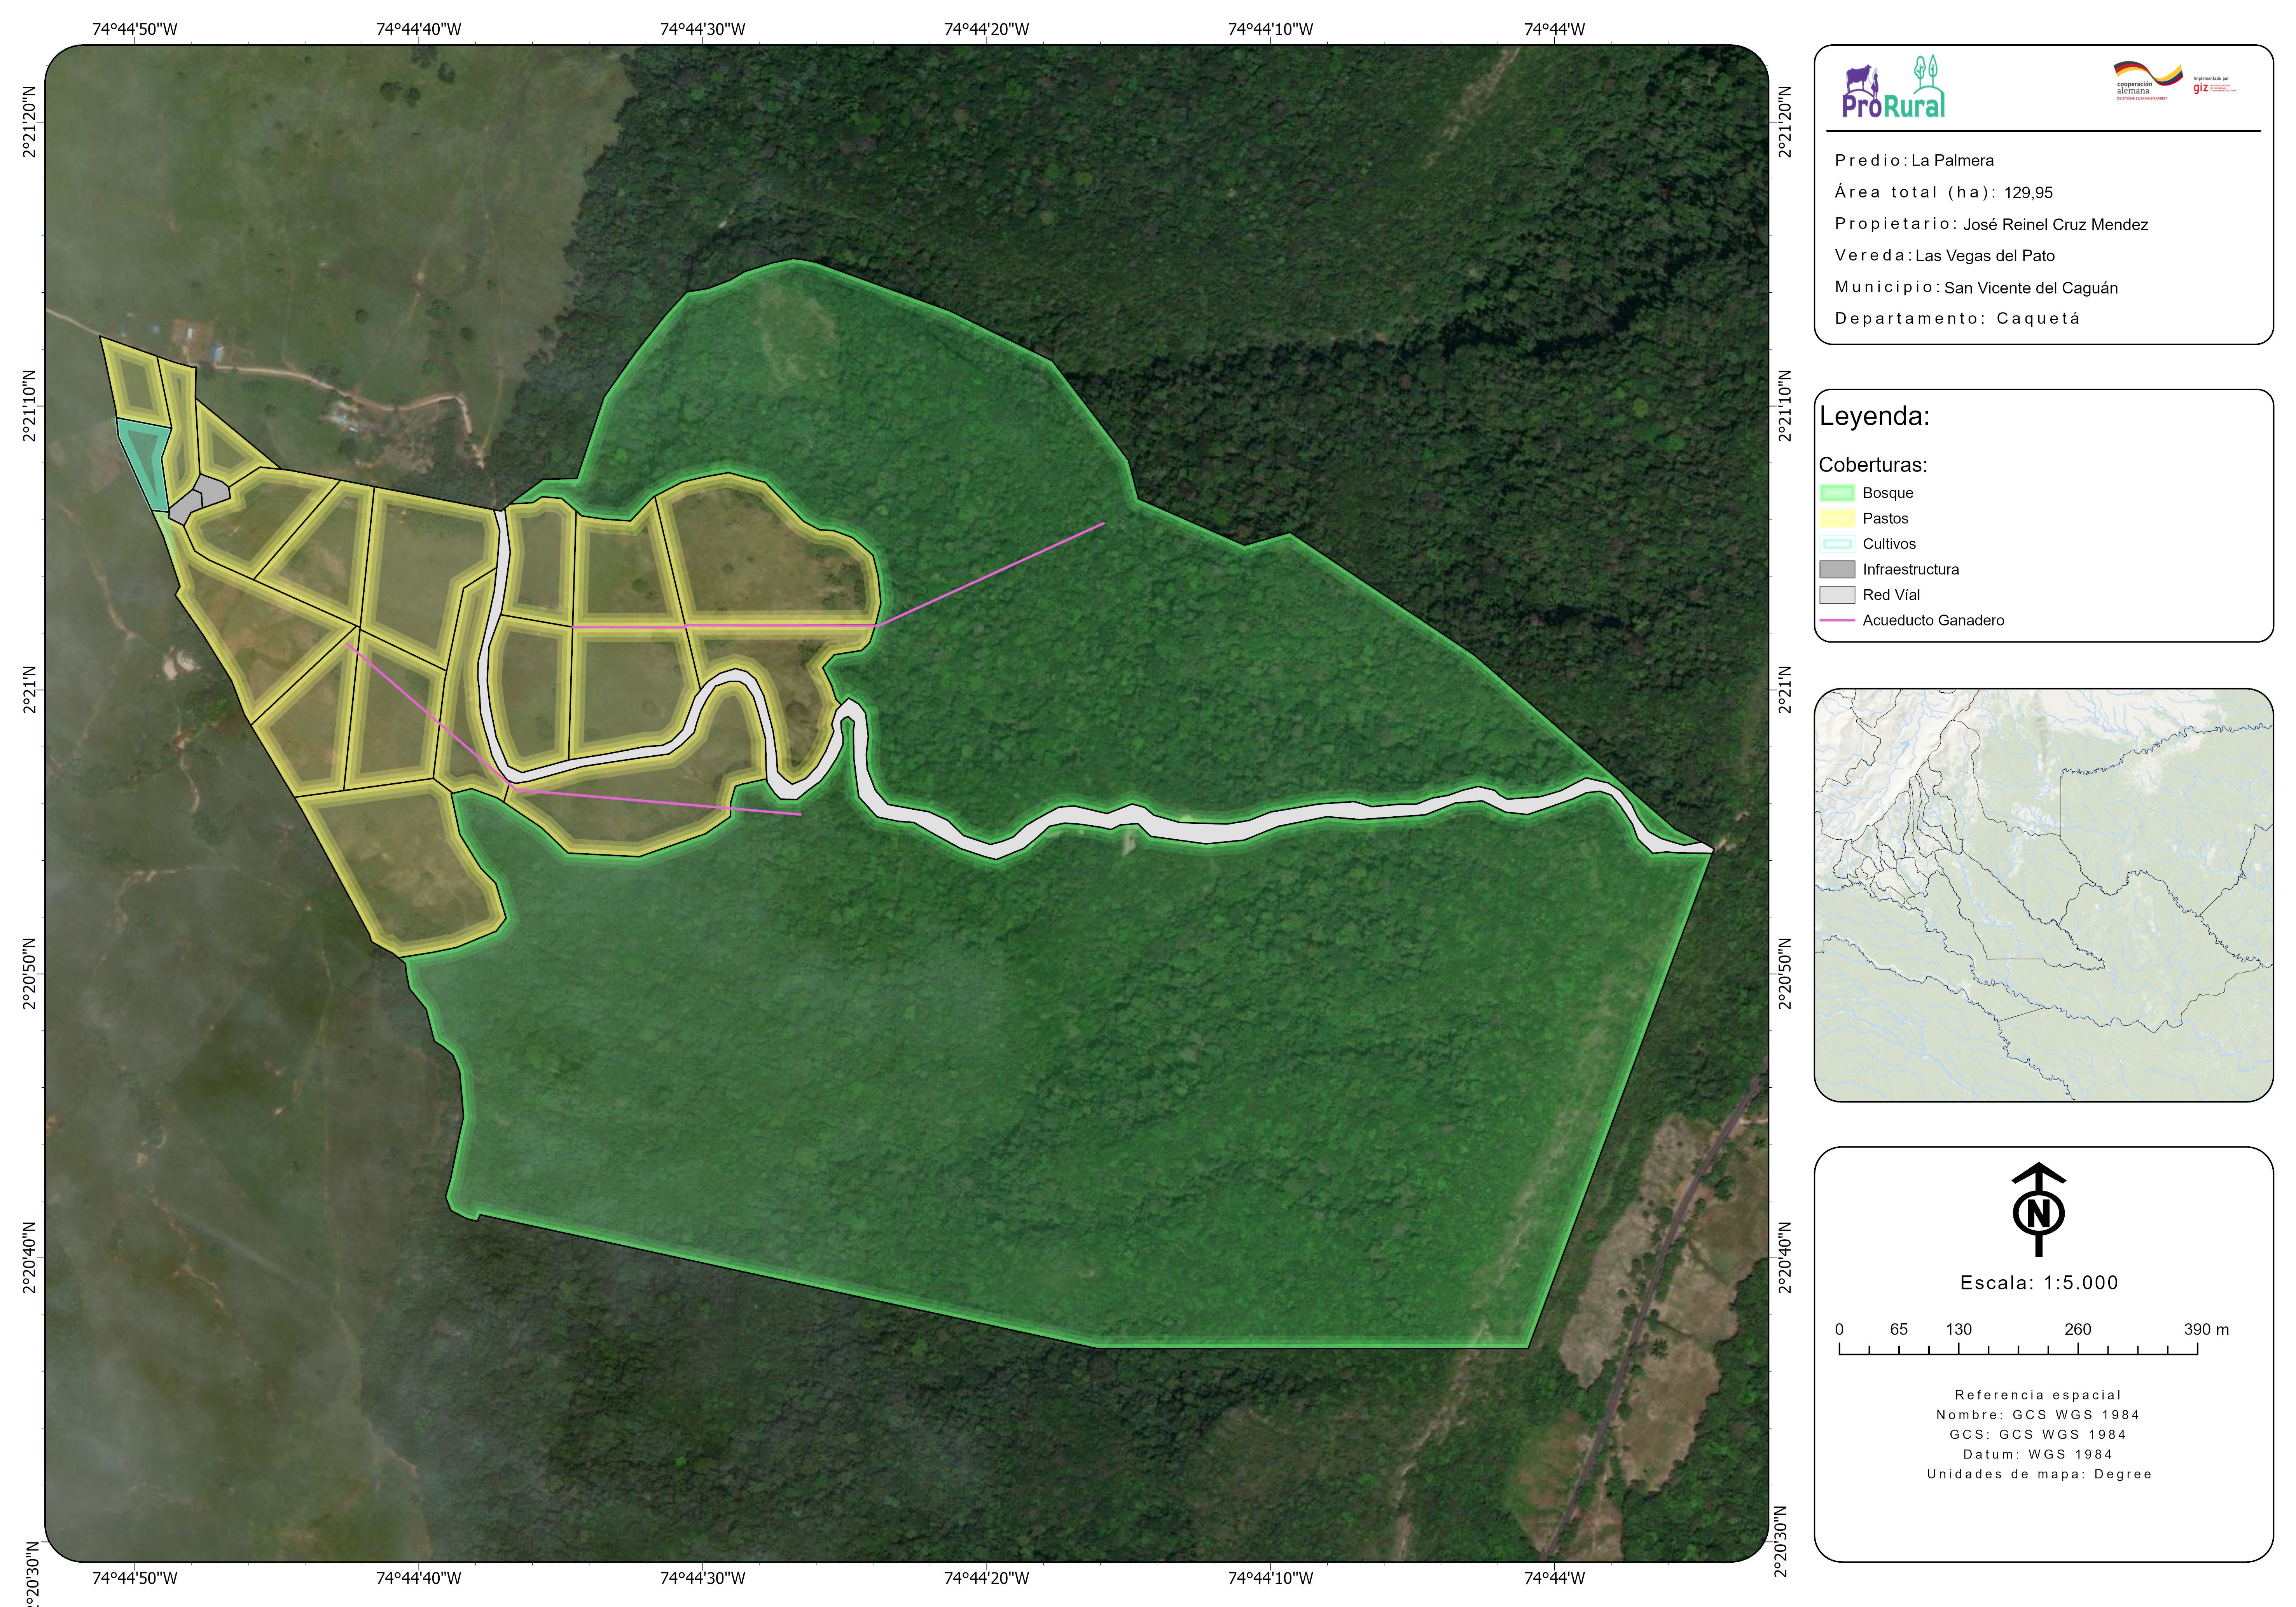 74°44'50"W 74°44'40"W 74°44'30"W 74°44'20"W 74°44'10"W 74°44'W
2°21'20"N
2°21'10"N
2°21'N
2°20'50"N
2°20'40"N
2°20'30"N
2°21'20"N
2°21'10"N
2°21'N
2°20'50"N
2°20'40"N
2°20'30"N
74°44'50"W 74°44'40"W 74°44'30"W 74°44'20"W 74°44'10"W 74°44'W
ProRural
cooperación
alemana
DEUTSCHE ZUSAMMENARBEIT
Implementada por
giz
Predio: La Palmera
Área total (ha): 129,95
Propietario: José Reinel Cruz Mendez
Vereda: Las Vegas del Pato
Municipio: San Vicente del Caguán
Departamento: Caquetá
Leyenda:
Coberturas:
Bosque
Pastos
Cultivos
Infraestructura
Red Víal
Acueducto Ganadero
N
Escala: 1:5.000
0 65 130 260 390 m
Referencia espacial
Nombre: GCS WGS 1984
GCS: GCS WGS 1984
Datum: WGS 1984
Unidades de mapa: Degree